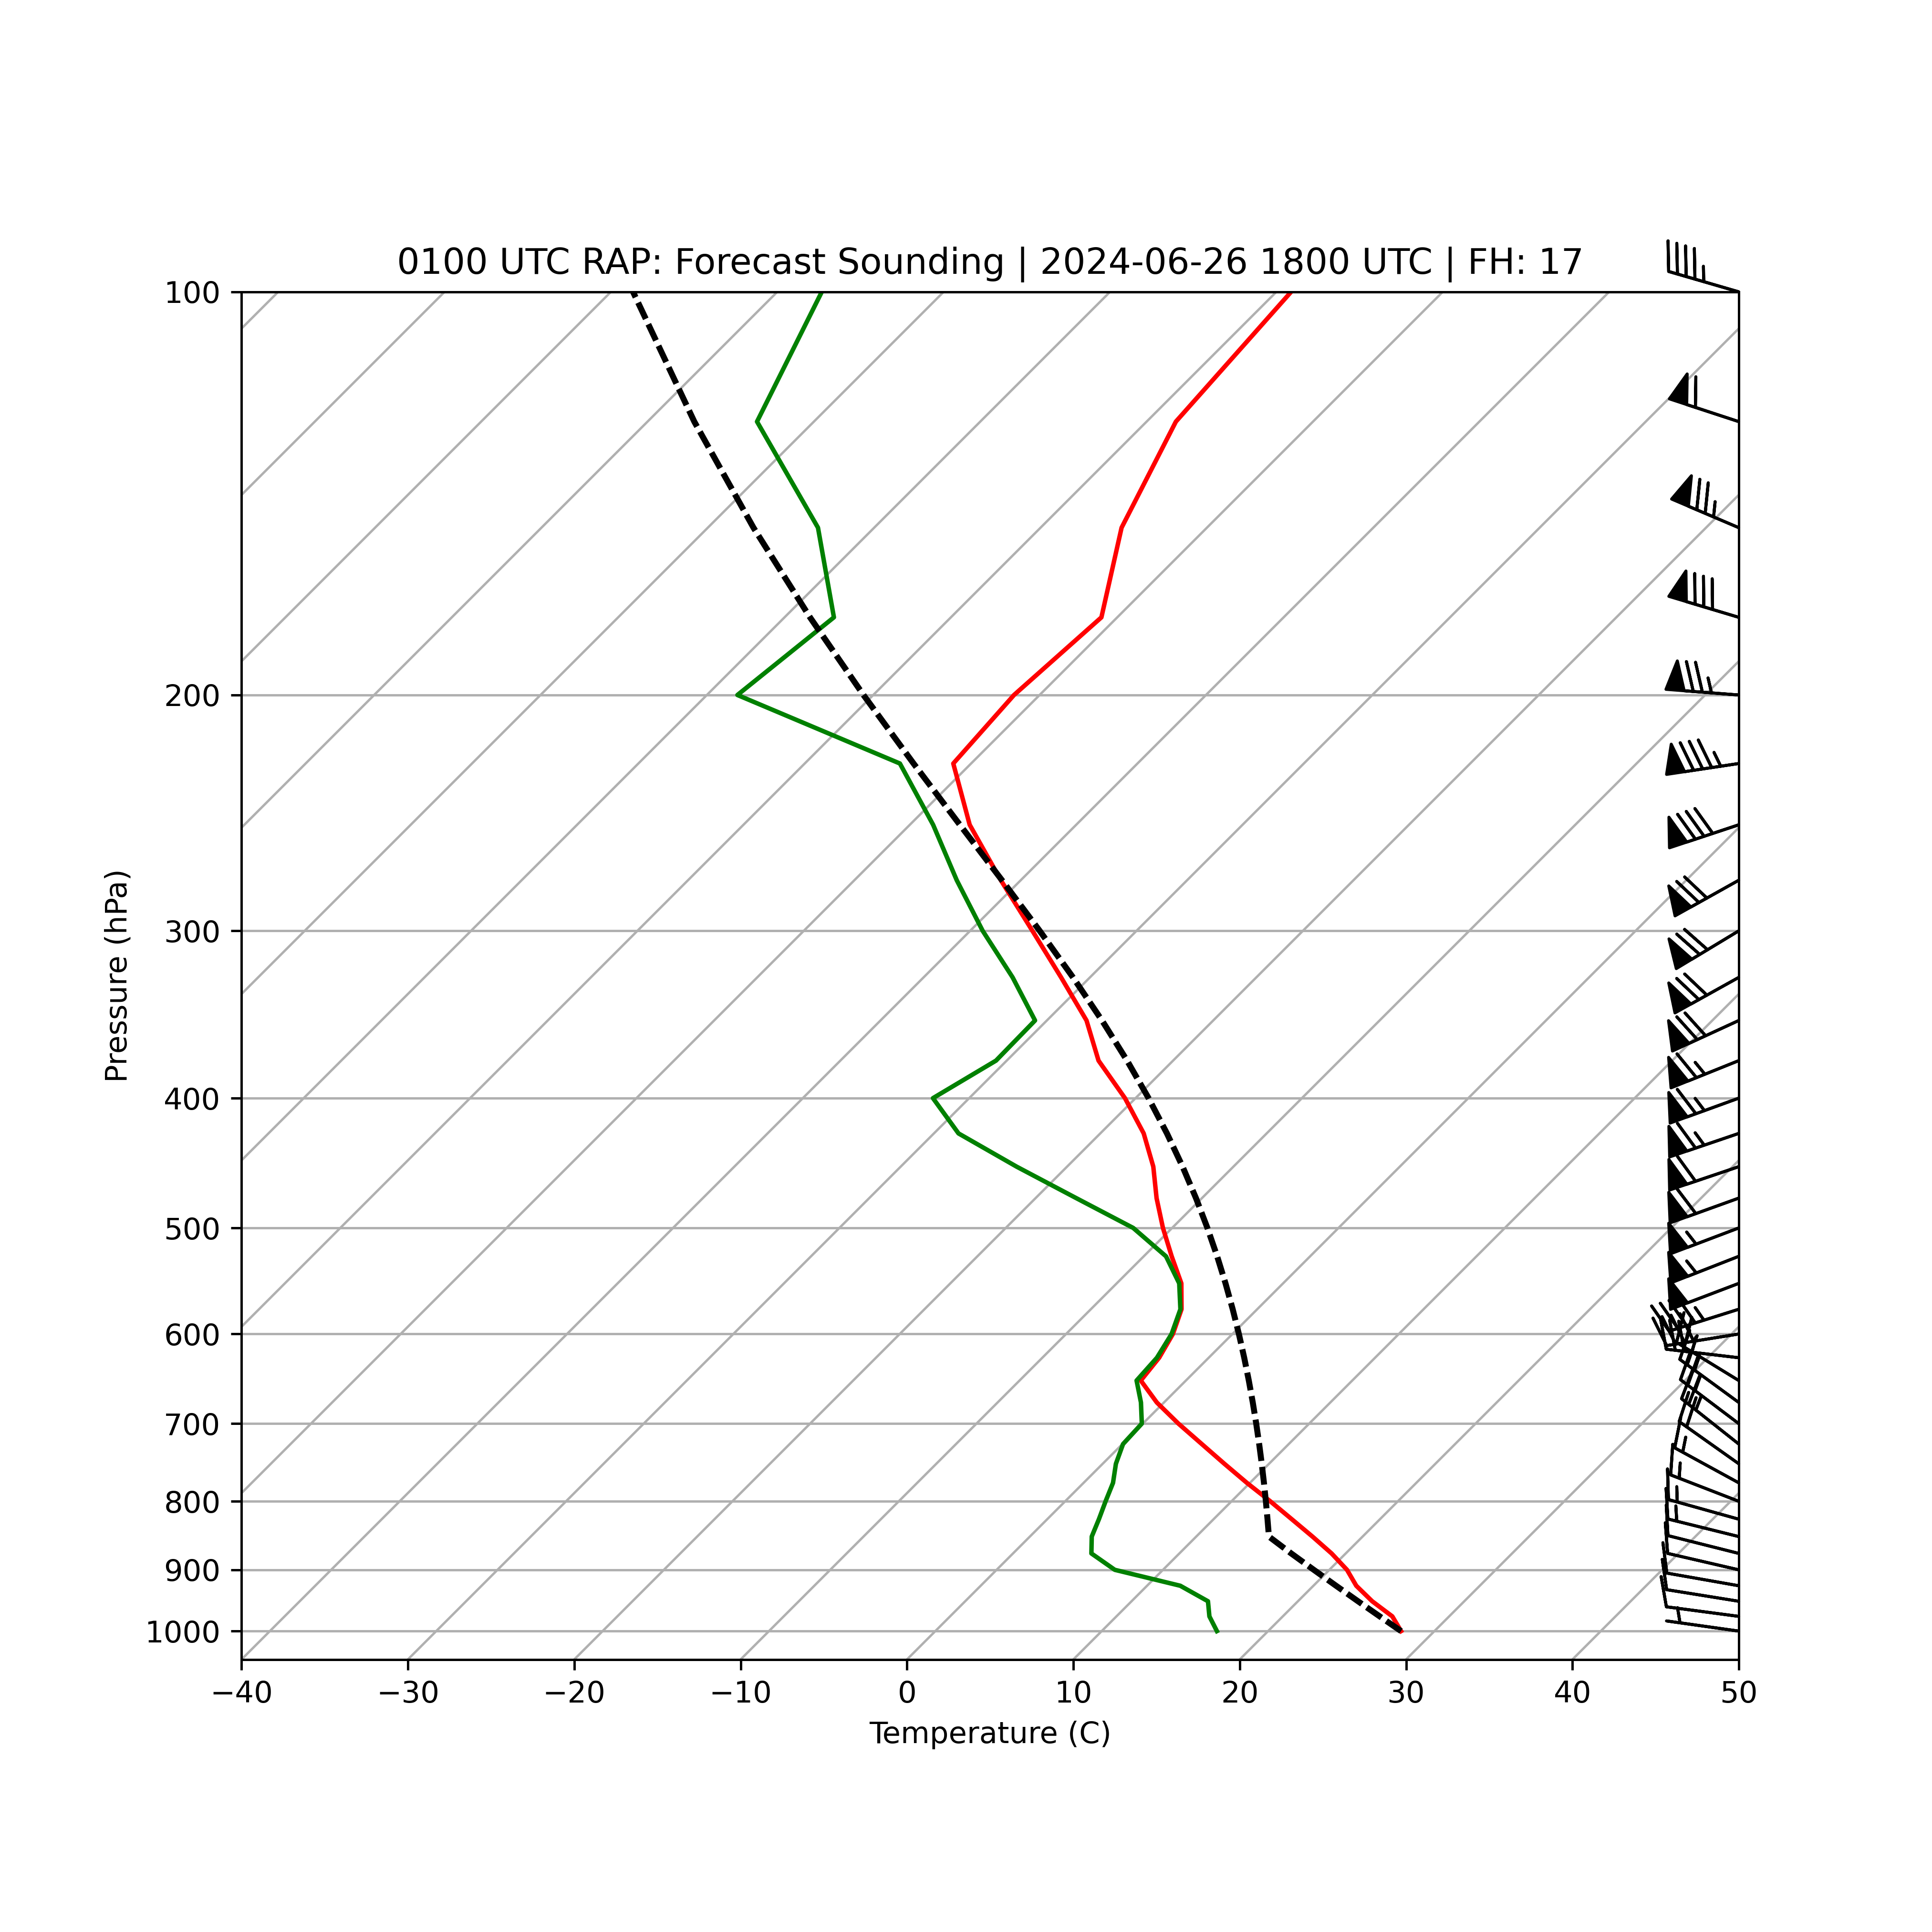 0100 UTC RAP: Forecast Sounding | 2024-06-26 1800 UTC | FH: 17
100
200
300
400
500
600
700
800
900
1000
Pressure (hPa)
−40 −30 −20 −10 0 10 20 30 40 50
Temperature (C)